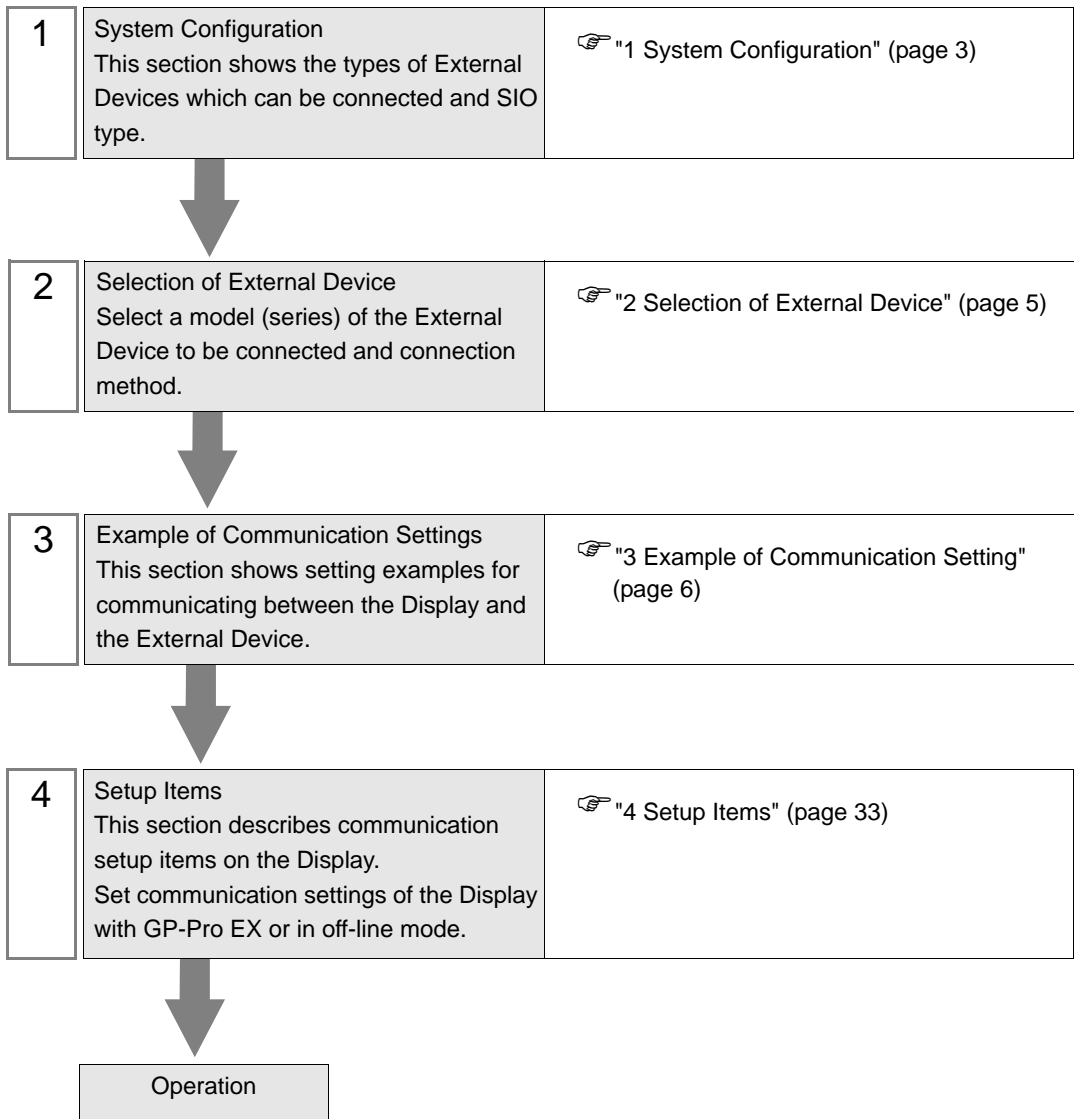 1
System Configuration
This section shows the types of External
Devices which can be connected and SIO
type.
"1 System Configuration" (page 3)
2
Selection of External Device
Select a model (series) of the External
Device to be connected and connection
method.
"2 Selection of External Device" (page 5)
3
Example of Communication Settings
This section shows setting examples for
communicating between the Display and
the External Device.
"3 Example of Communication Setting"
(page 6)
4
Setup Items
This section describes communication
setup items on the Display.
Set communication settings of the Display
with GP-Pro EX or in off-line mode.
"4 Setup Items" (page 33)
Operation